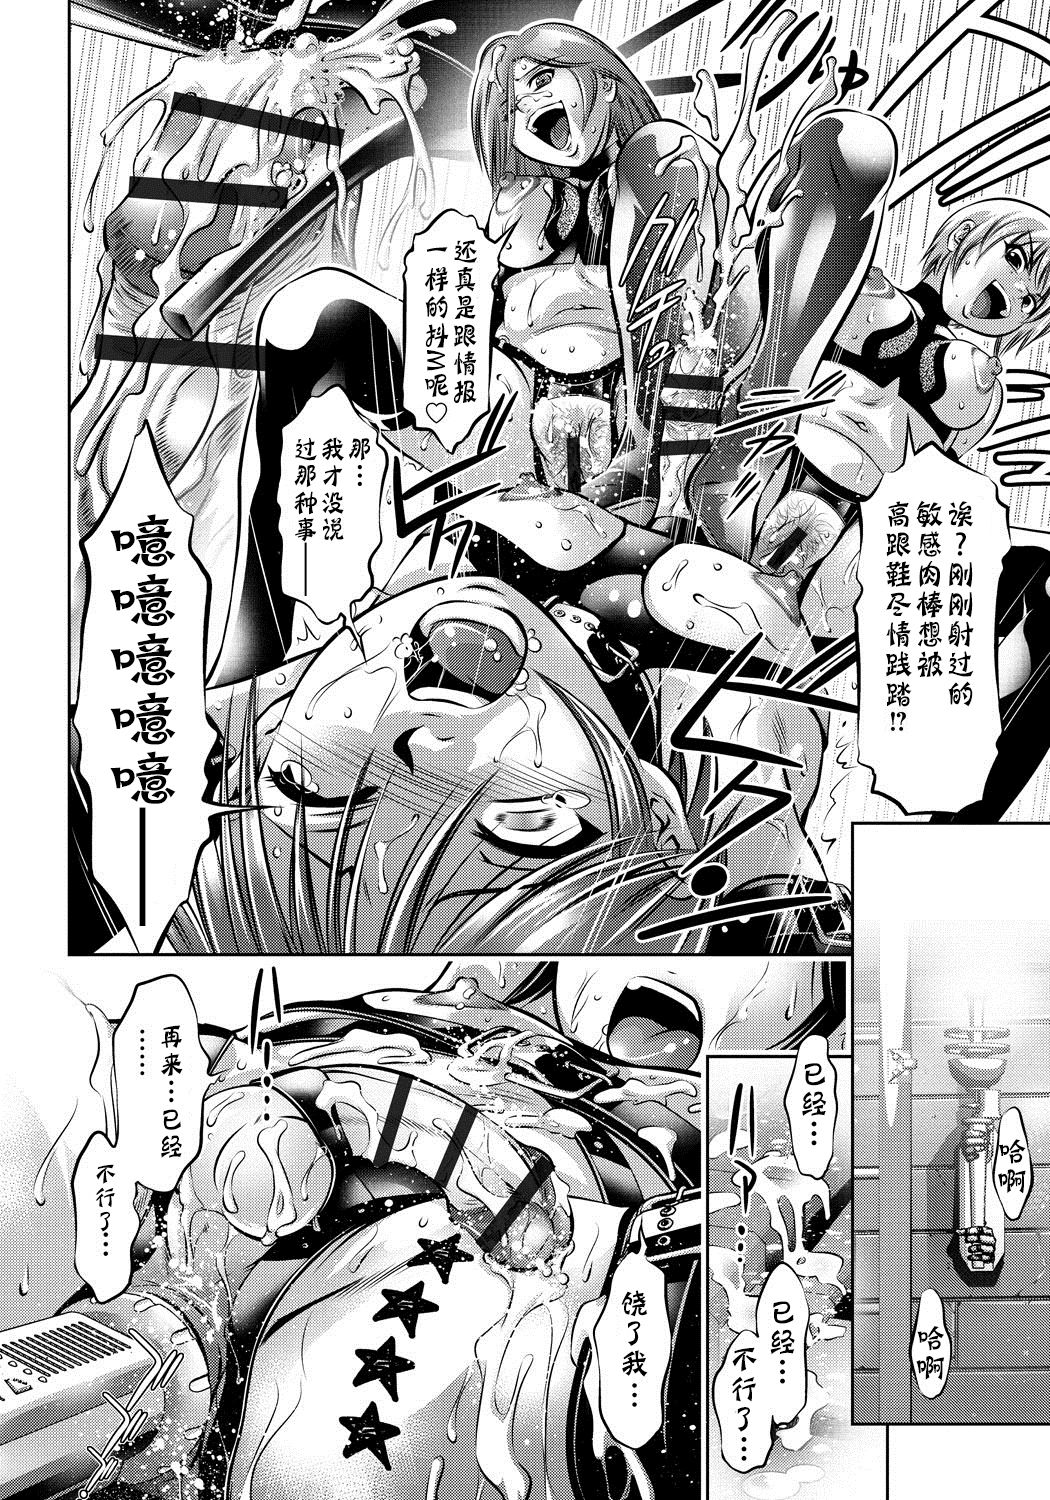 诶？刚刚射过的
敏感肉棒想被
高跟鞋尽情践踏!?
还真是跟情报
一样的抖M呢♡
那…
我才没说
过那种事—
噫噫噫噫噫——
哈啊
哈啊
已经…
已经…
不行了…
饶了我…
再来…已经
……
不行了…